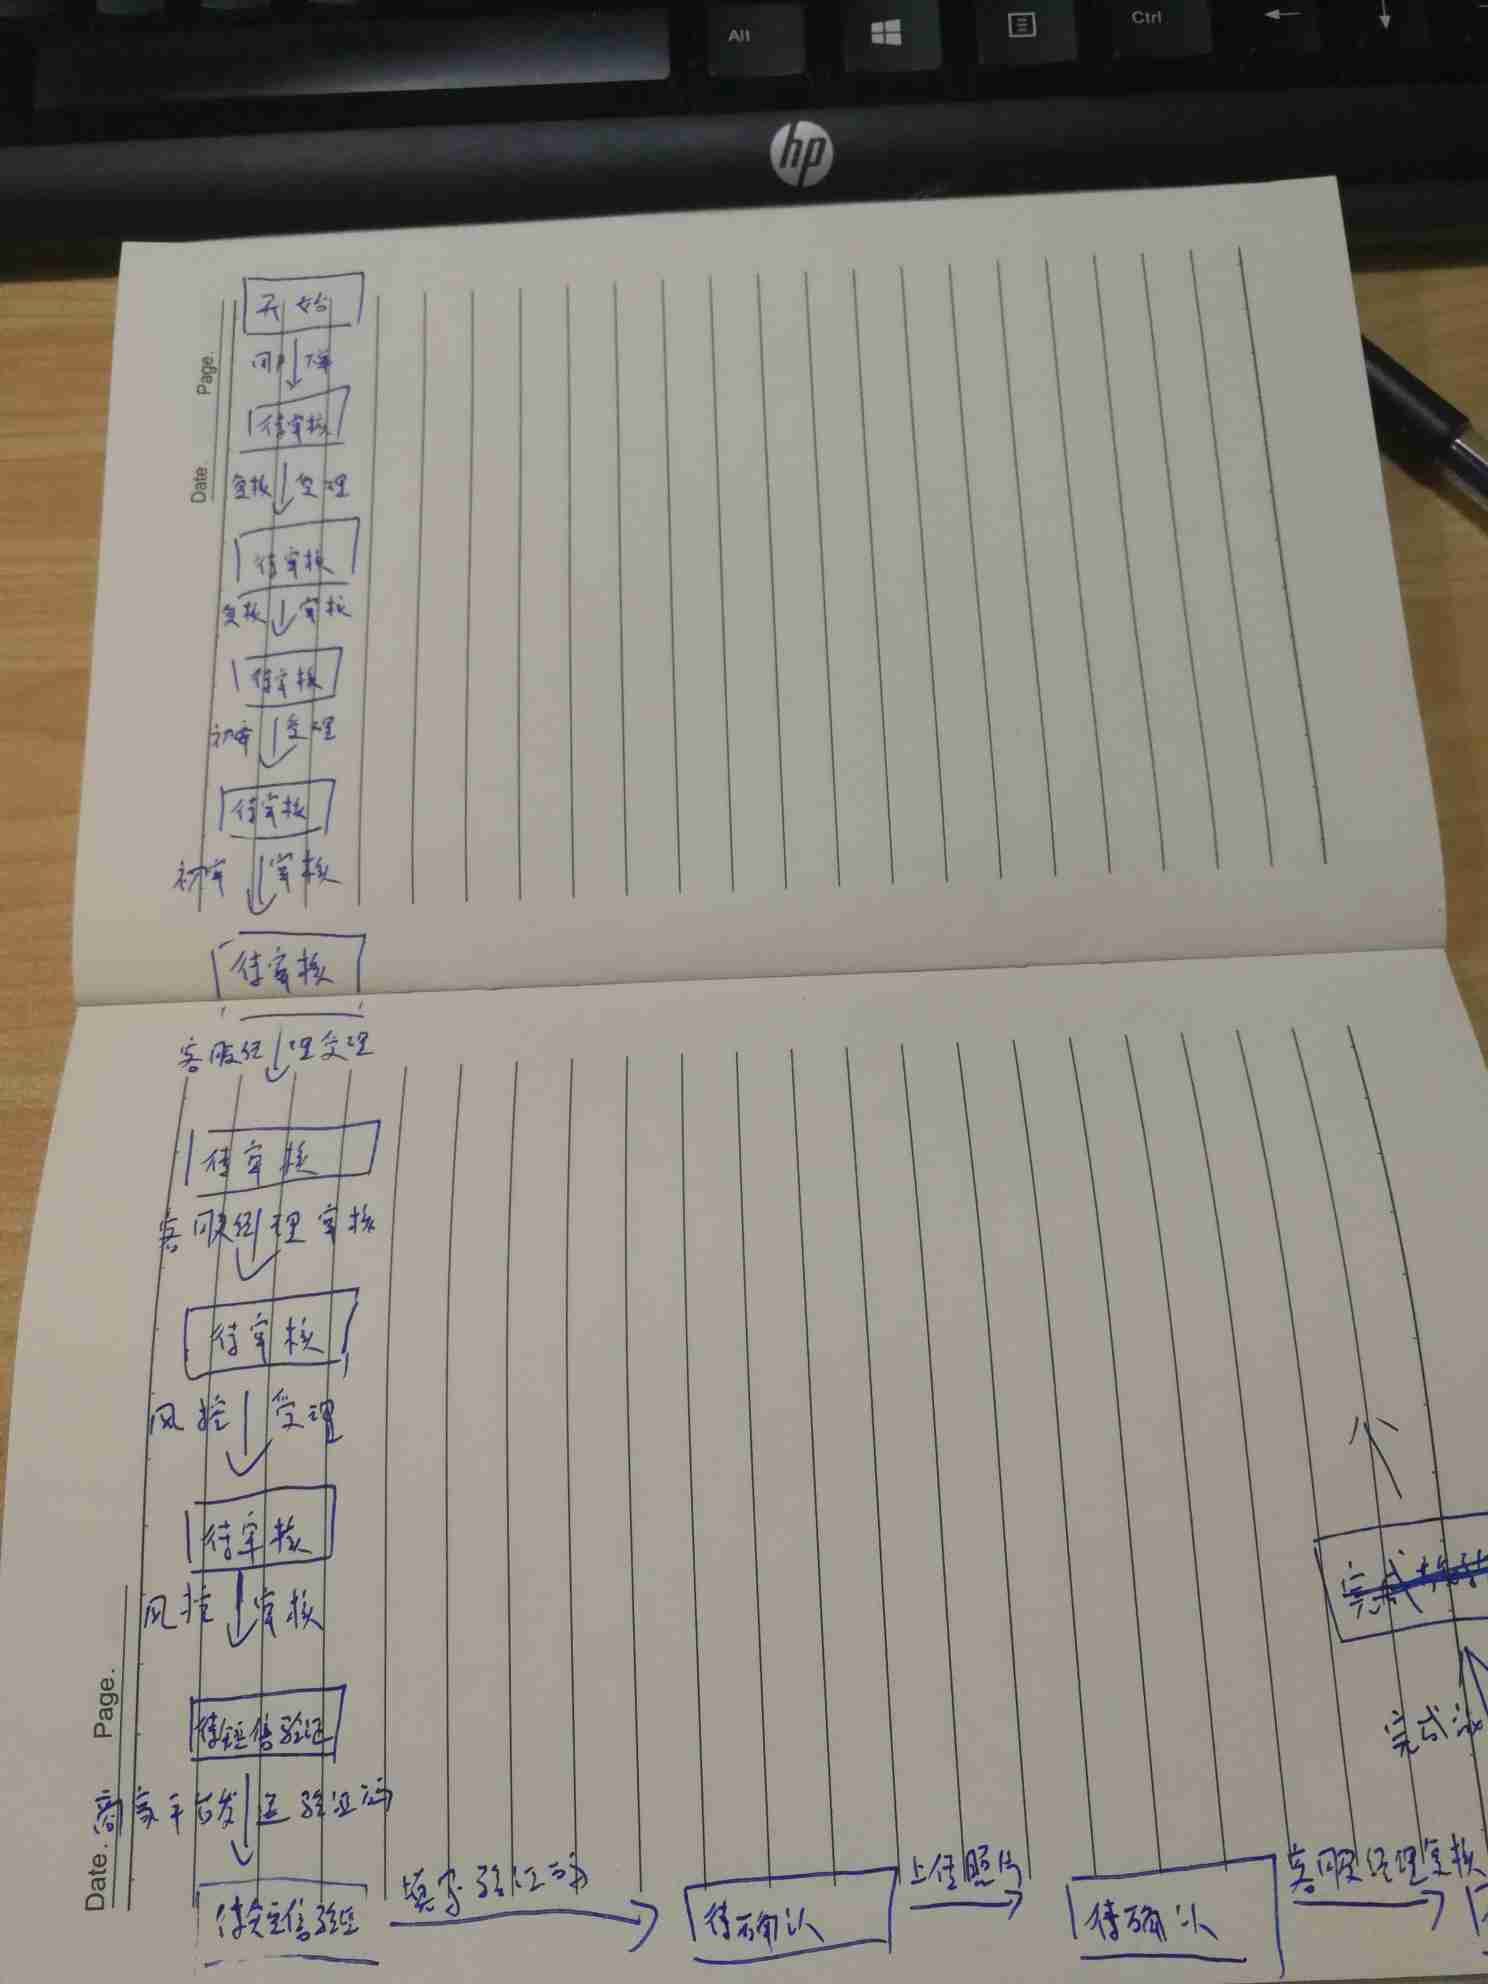 Alt
Ctrl
hp
Page.
Date.
开始
用户 下单
待审核
复核 受理
待审核
复核 审核
待审核
初审 受理
待审核
初审 审核
待审核
客服经理受理
待审核
客服经理审核
待审核
风控 受理
待审核
风控 审核
待短信验证
商家平台发送验证码
待短信验证
填写验证码
待确认
上传照片
待确认
客服经理复核
完成
完成
Page.
Date.